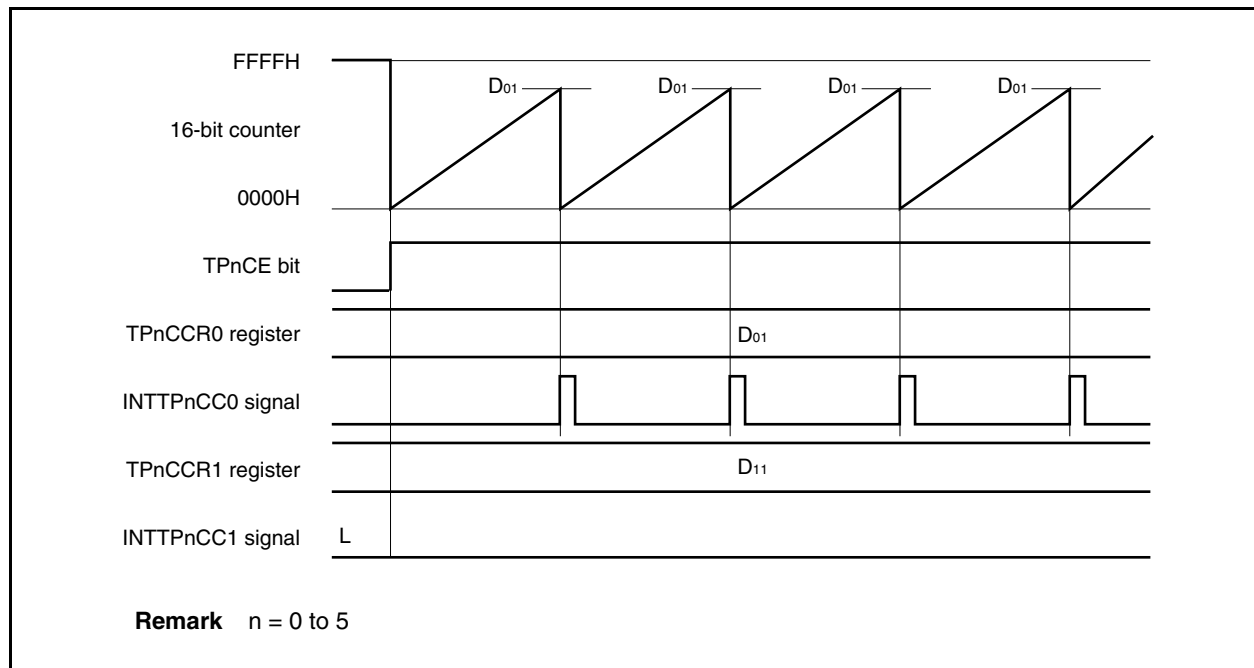 FFFFH
D01 D01 D01 D01
16-bit counter
0000H
TPnCE bit
TPnCCR0 register D01
INTTPnCC0 signal
TPnCCR1 register D11
INTTPnCC1 signal L
Remark n = 0 to 5